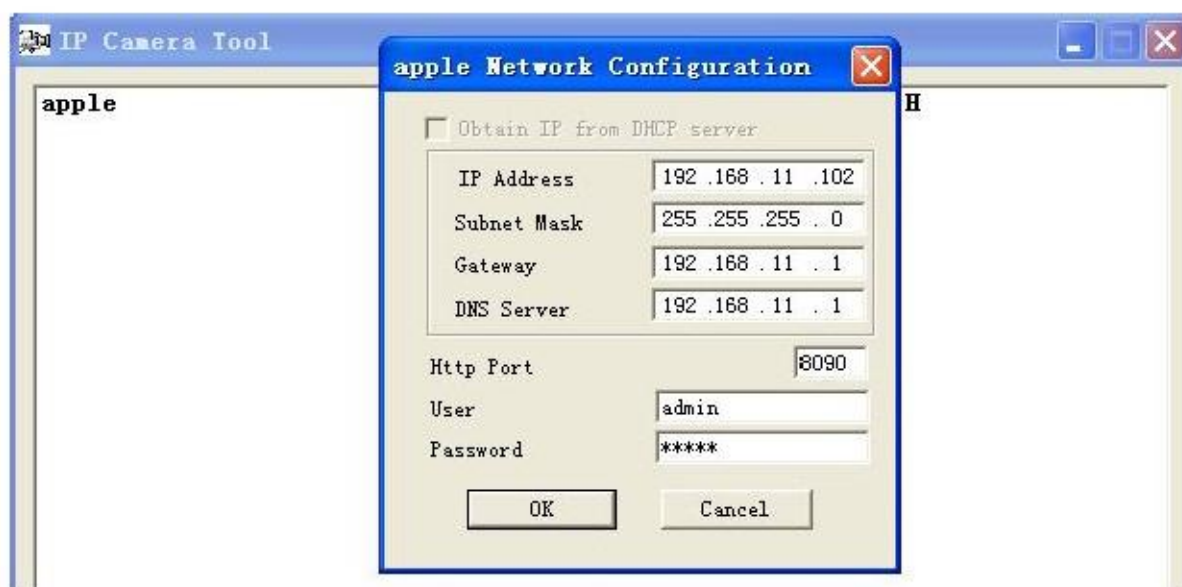 IP Camera Tool
apple Network Configuration
apple
H
Obtain IP from DHCP server
IP Address 192 .168 . 11 .102
Subnet Mask 255 .255 .255 . 0
Gateway 192 .168 . 11 . 1
DNS Server 192 .168 . 11 . 1
Http Port 8090
User admin
Password *****
OK Cancel